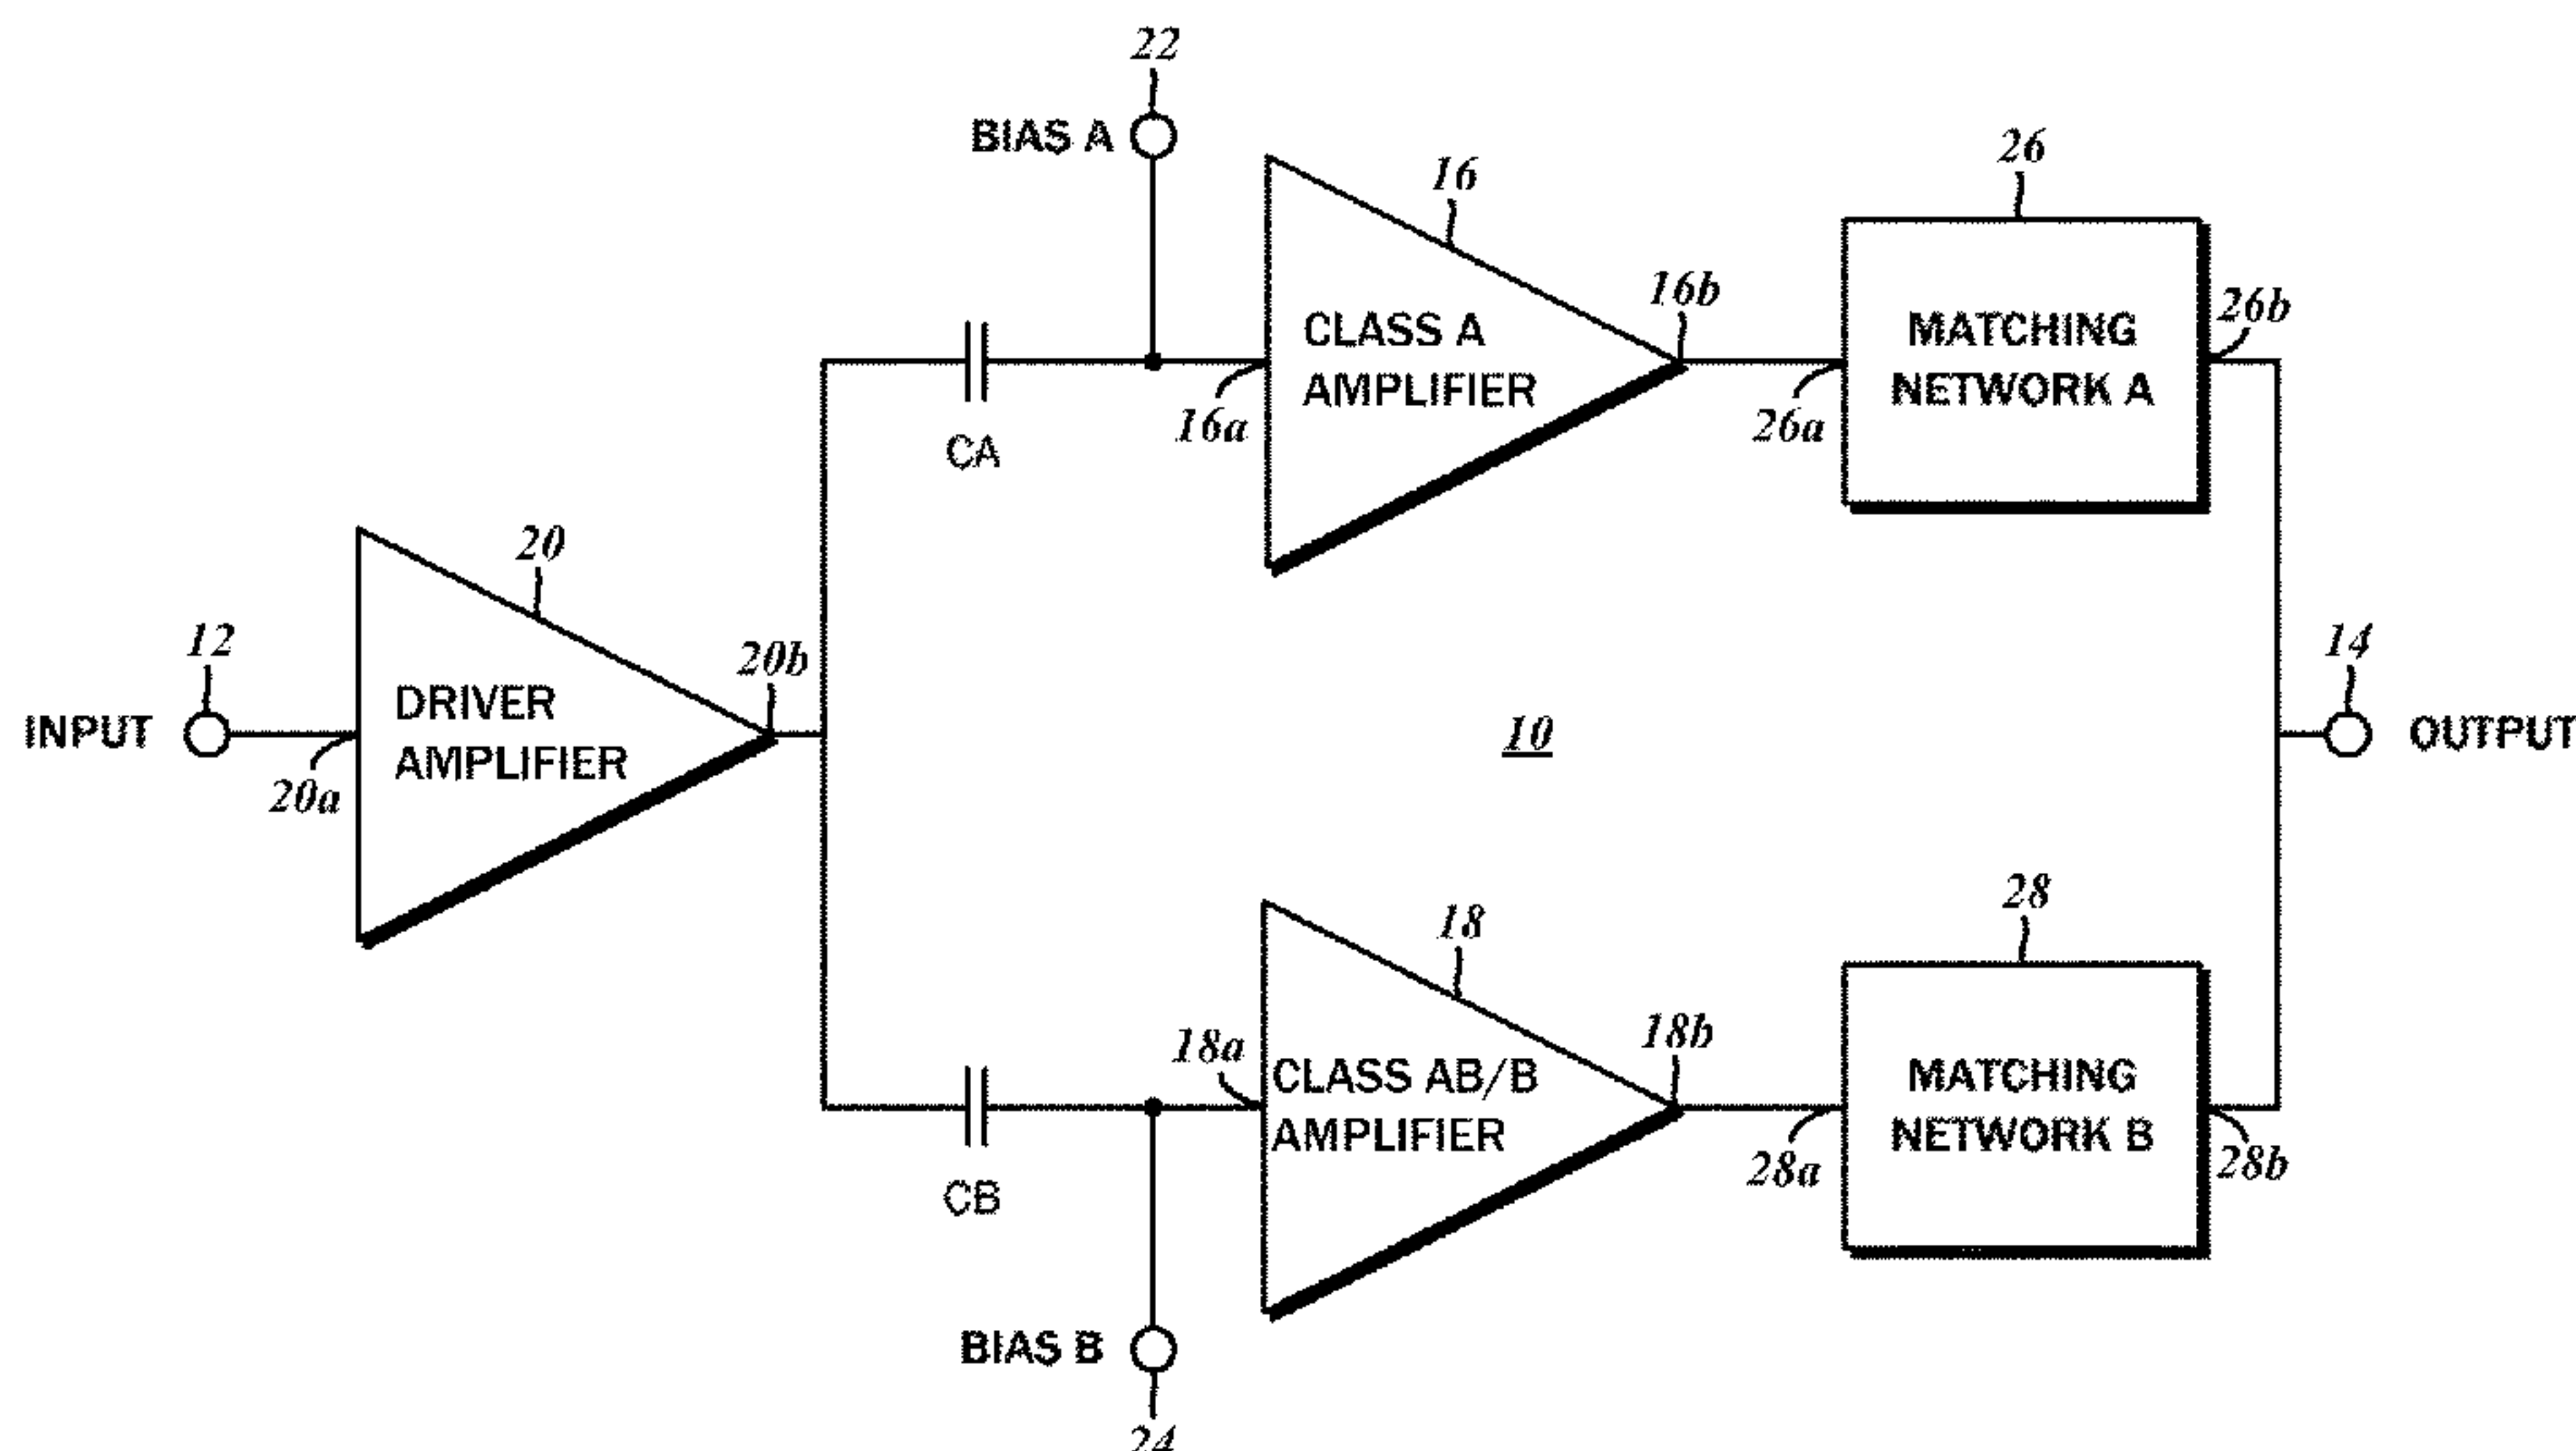 22
BIAS A
16
26
CLASS A
AMPLIFIER
16b
MATCHING
NETWORK A
26b
CA
16a
26a
20
12
20b
14
INPUT
DRIVER
AMPLIFIER
10
OUTPUT
20a
18
28
18a
18b
CLASS AB/B
AMPLIFIER
MATCHING
NETWORK B
CB
28a
28b
BIAS B
24